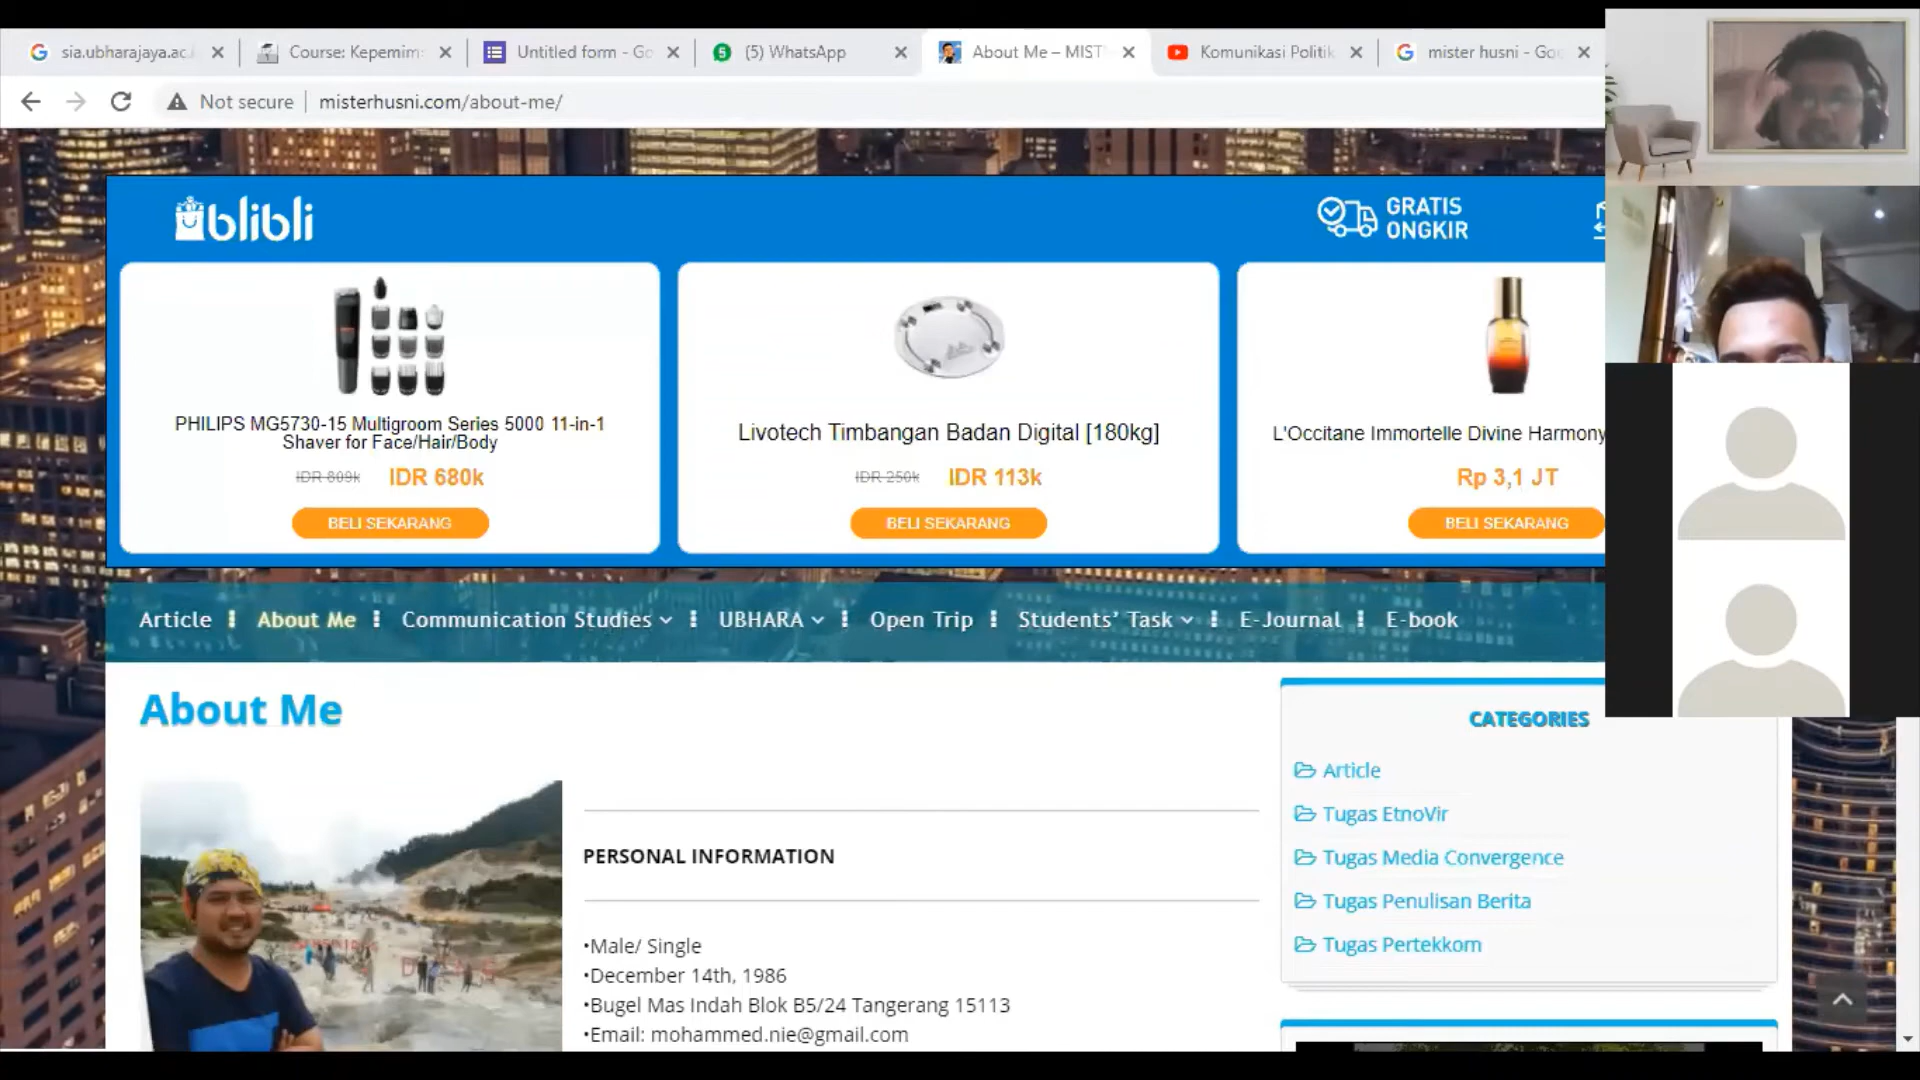 sia.ubharajaya.ac.
Course: Kepemim
Untitled form - Go
(5) WhatsApp
About Me – MIST
Komunikasi Politik
mister husni - Goo
Not secure
misterhusni.com/about-me/
blibli
GRATIS
ONGKIR
PHILIPS MG5730-15 Multigroom Series 5000 11-in-1
Shaver for Face/Hair/Body
IDR 809k IDR 680k
BELI SEKARANG
Livotech Timbangan Badan Digital [180kg]
IDR 250k IDR 113k
BELI SEKARANG
L'Occitane Immortelle Divine Harmony
Rp 3,1 JT
BELI SEKARANG
Article About Me Communication Studies UBHARA Open Trip Students' Task E-Journal E-book
About Me
PERSONAL INFORMATION
•Male/ Single
•December 14th, 1986
•Bugel Mas Indah Blok B5/24 Tangerang 15113
•Email: mohammed.nie@gmail.com
CATEGORIES
Article
Tugas EtnoVir
Tugas Media Convergence
Tugas Penulisan Berita
Tugas Pertekkom